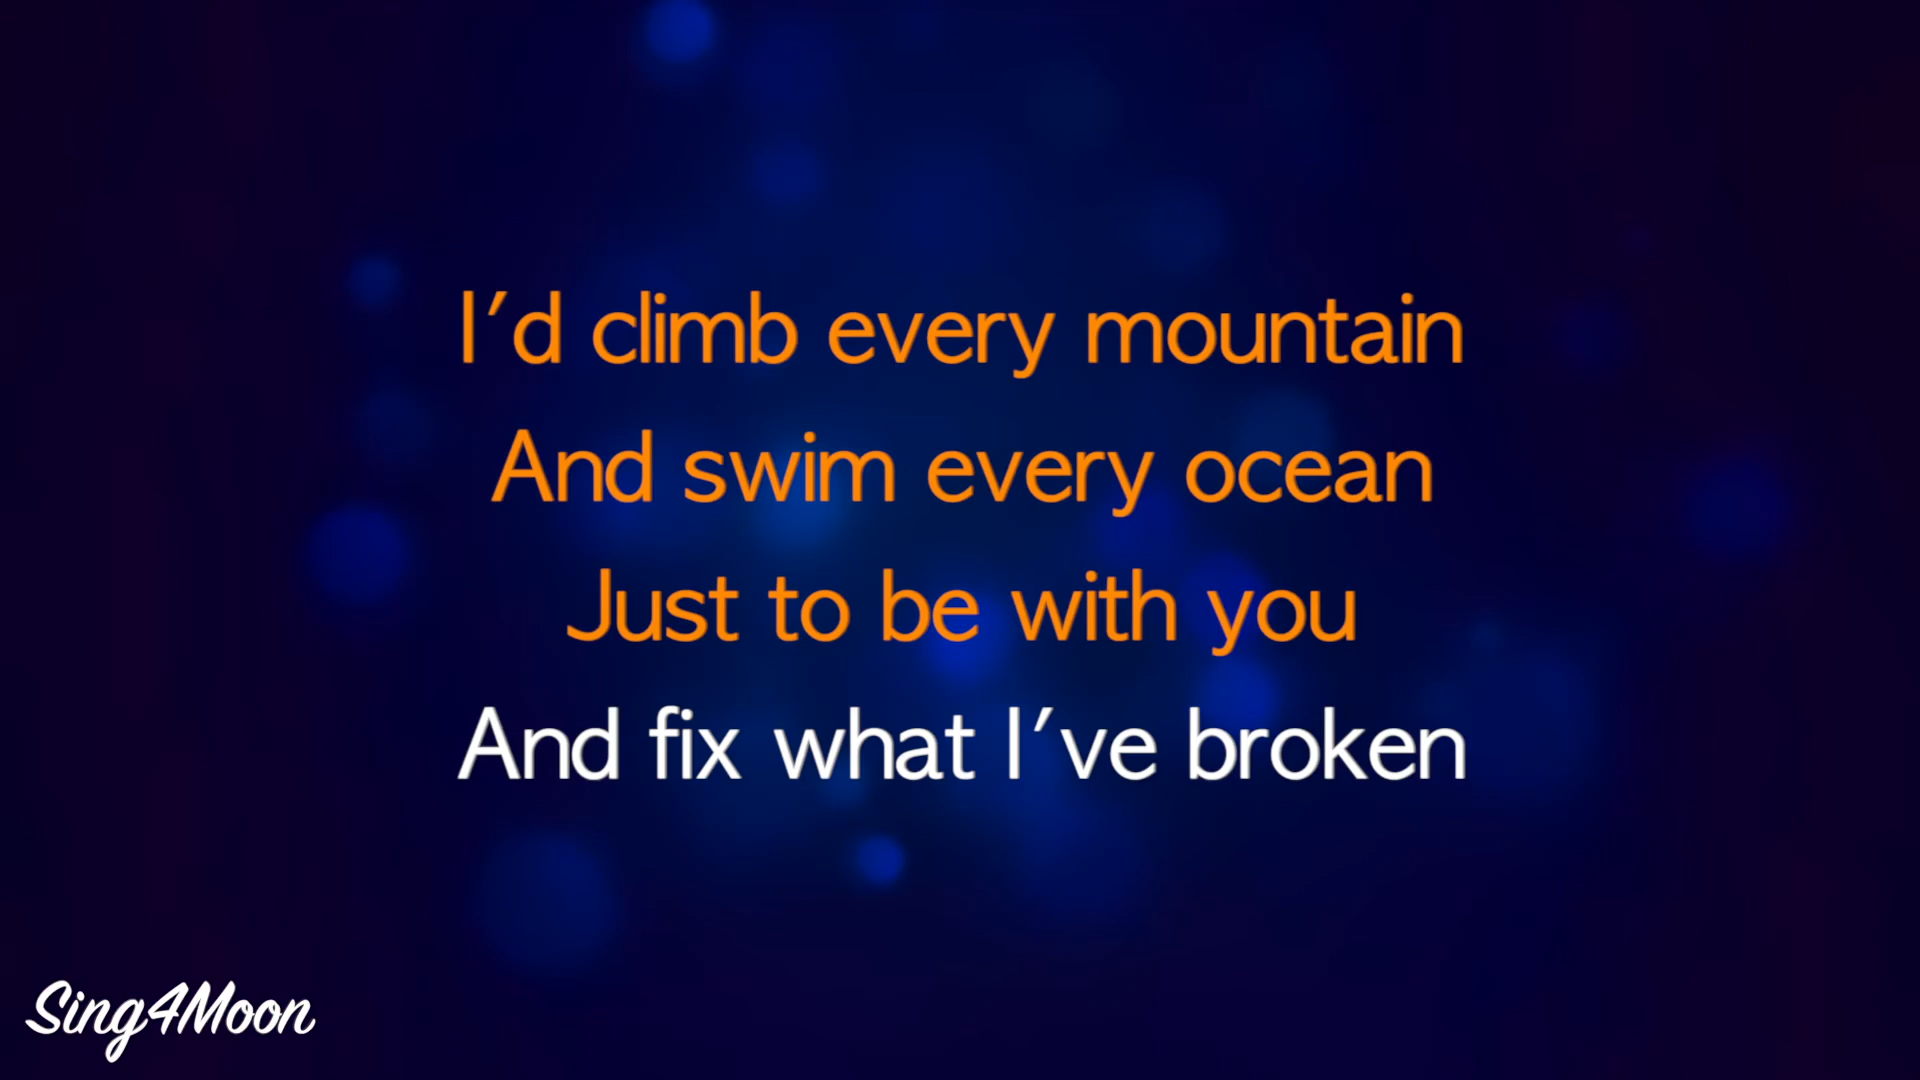 I'd climb every mountain
And swim every ocean
Just to be with you
And fix what I've broken
Sing4Moon